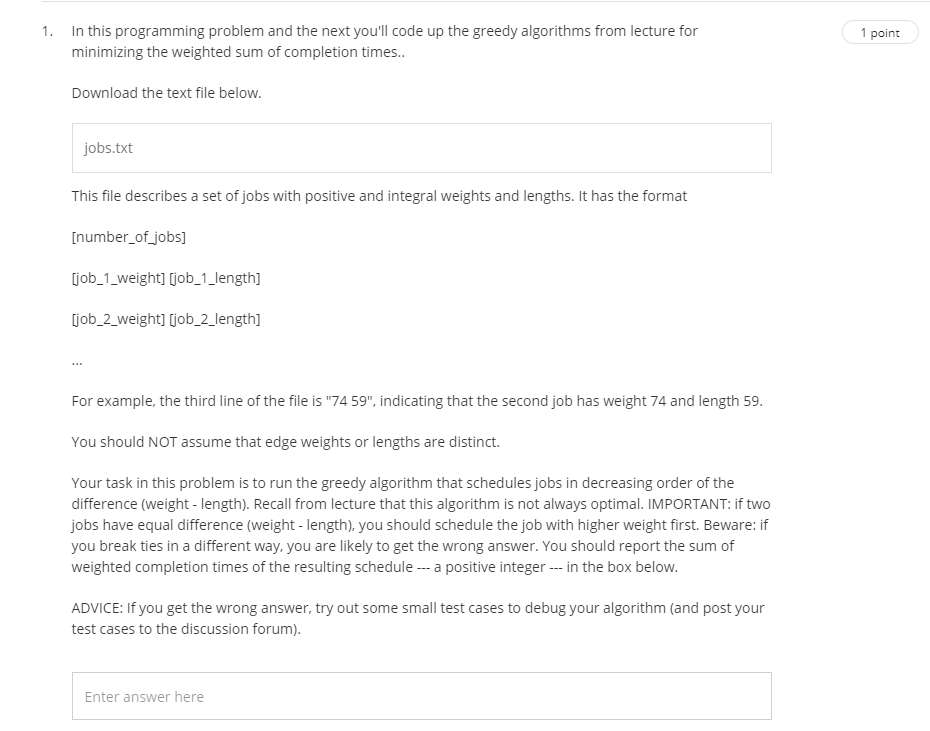 1. In this programming problem and the next you'll code up the greedy algorithms from lecture for
1 point
minimizing the weighted sum of completion times..
Download the text file below.
jobs.txt
This file describes a set of jobs with positive and integral weights and lengths. It has the format
[number_of_jobs]
[job_1_weight] [job_1_length]
[job_2_weight] [job_2_length]
...
For example, the third line of the file is "74 59", indicating that the second job has weight 74 and length 59.
You should NOT assume that edge weights or lengths are distinct.
Your task in this problem is to run the greedy algorithm that schedules jobs in decreasing order of the
difference (weight - length). Recall from lecture that this algorithm is not always optimal. IMPORTANT: if two
jobs have equal difference (weight - length), you should schedule the job with higher weight first. Beware: if
you break ties in a different way, you are likely to get the wrong answer. You should report the sum of
weighted completion times of the resulting schedule --- a positive integer --- in the box below.
ADVICE: If you get the wrong answer, try out some small test cases to debug your algorithm (and post your
test cases to the discussion forum).
Enter answer here